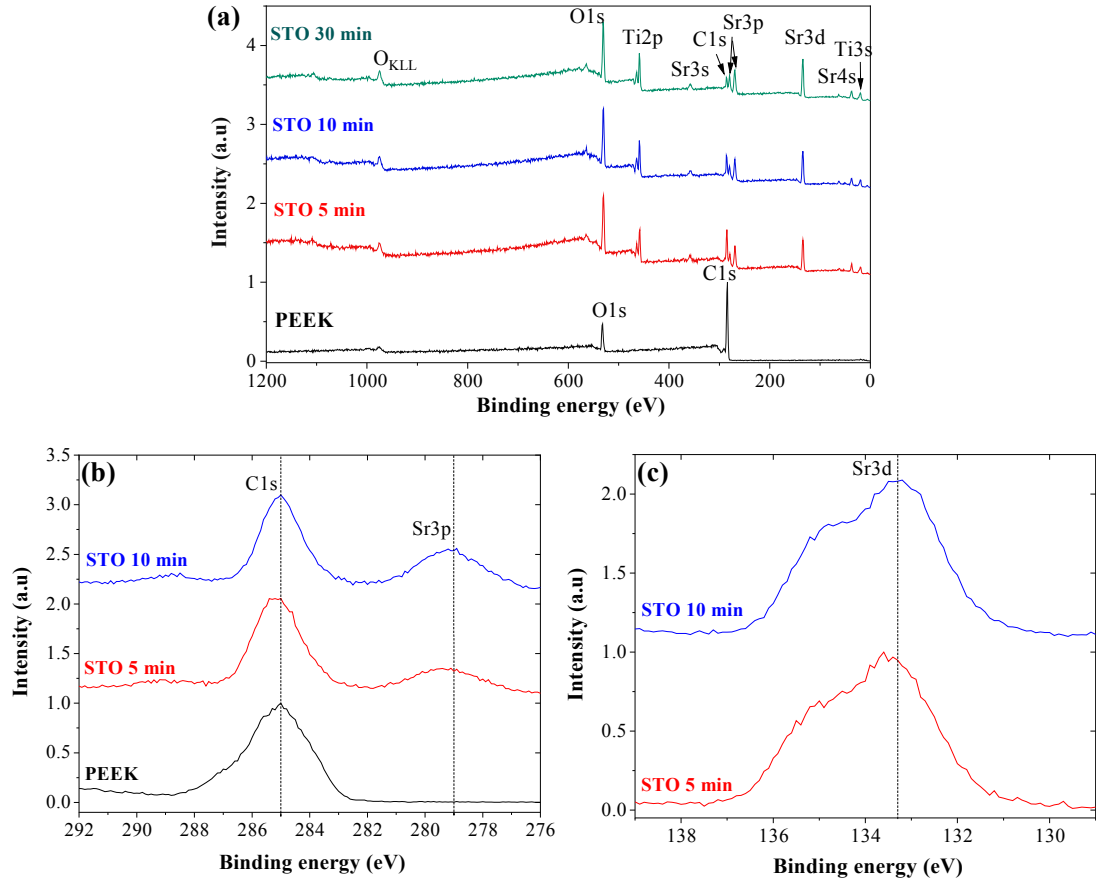 (a)
STO 30 min
O1s
Sr3p
C1s
Sr3d
Ti3s
Ti2p
O_KLL
Sr3s
Sr4s
STO 10 min
STO 5 min
C1s
O1s
PEEK
4
3
2
1
0
Intensity (a.u)
1200 1000 800 600 400 200 0
Binding energy (eV)
(b)
C1s
Sr3p
STO 10 min
STO 5 min
PEEK
3.5
3.0
2.5
2.0
1.5
1.0
0.5
0.0
Intensity (a.u)
292 290 288 286 284 282 280 278 276
Binding energy (eV)
(c)
Sr3d
STO 10 min
STO 5 min
2.0
1.5
1.0
0.5
0.0
Intensity (a.u)
138 136 134 132 130
Binding energy (eV)